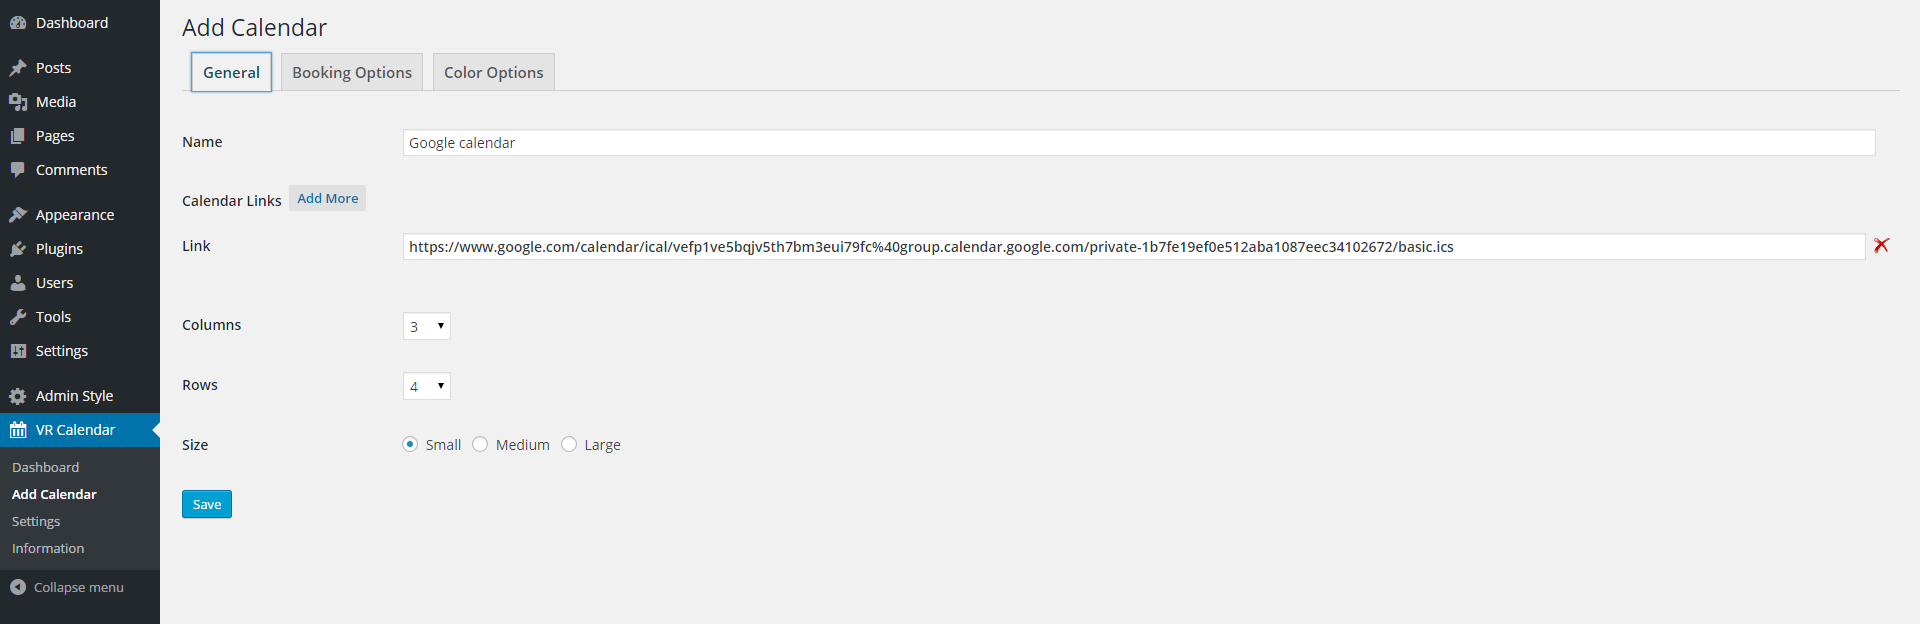 Dashboard
Posts
Media
Pages
Comments
Appearance
Plugins
Users
Tools
Settings
Admin Style
VR Calendar
Dashboard
Add Calendar
Settings
Information
Collapse menu
Add Calendar
General Booking Options Color Options
Name Google calendar
Calendar Links Add More
Link https://www.google.com/calendar/ical/vefp1ve5bqjv5th7bm3eui79fc%40group.calendar.google.com/private-1b7fe19ef0e512aba1087eec34102672/basic.ics
Columns 3
Rows 4
Size Small Medium Large
Save